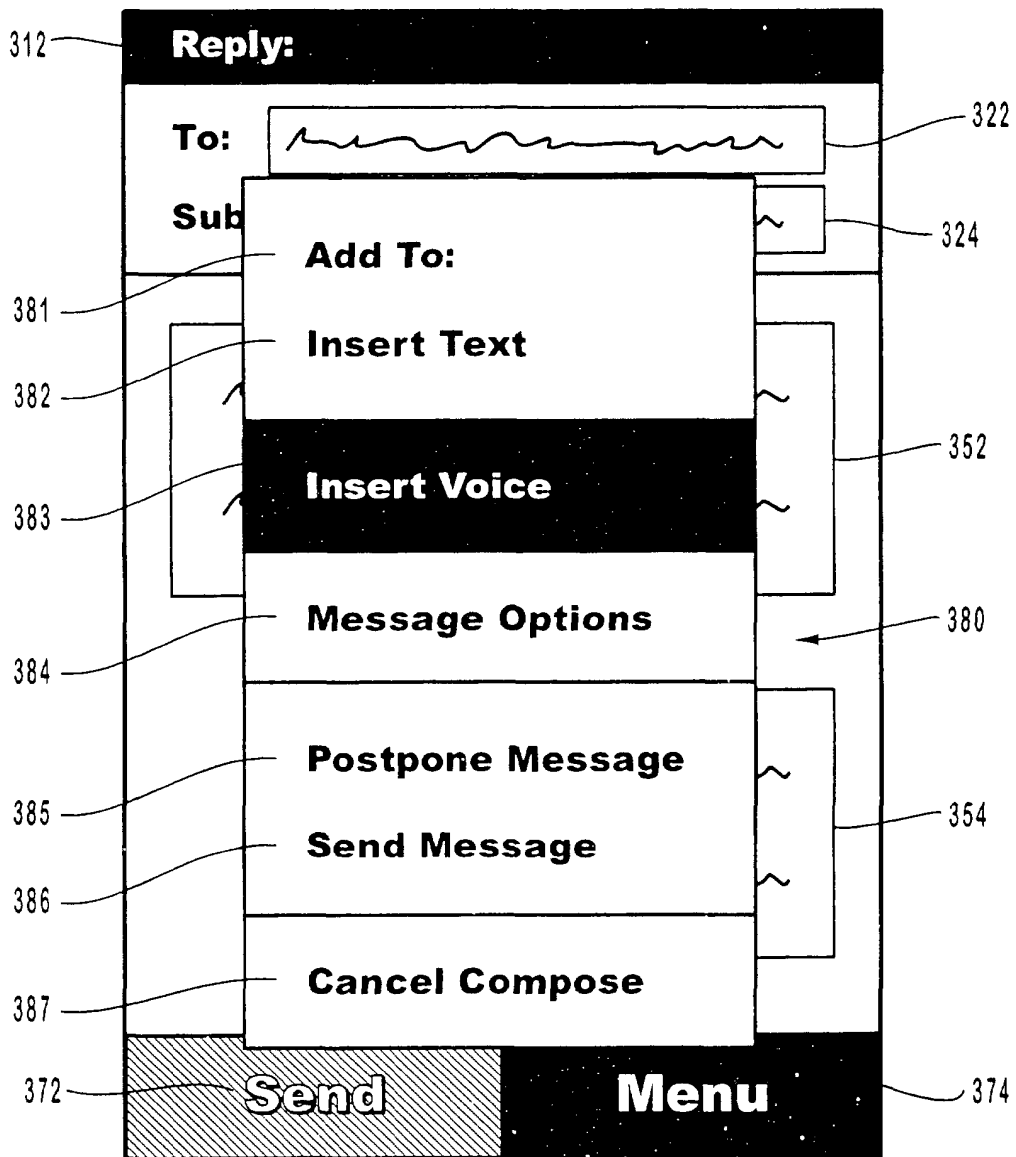 312 Reply:
To: 322
Sub 324
Add To:
381
Insert Text
382
352
Insert Voice
383
Message Options 380
384
Postpone Message
385 354
Send Message
386
Cancel Compose
387
372 Send Menu 374